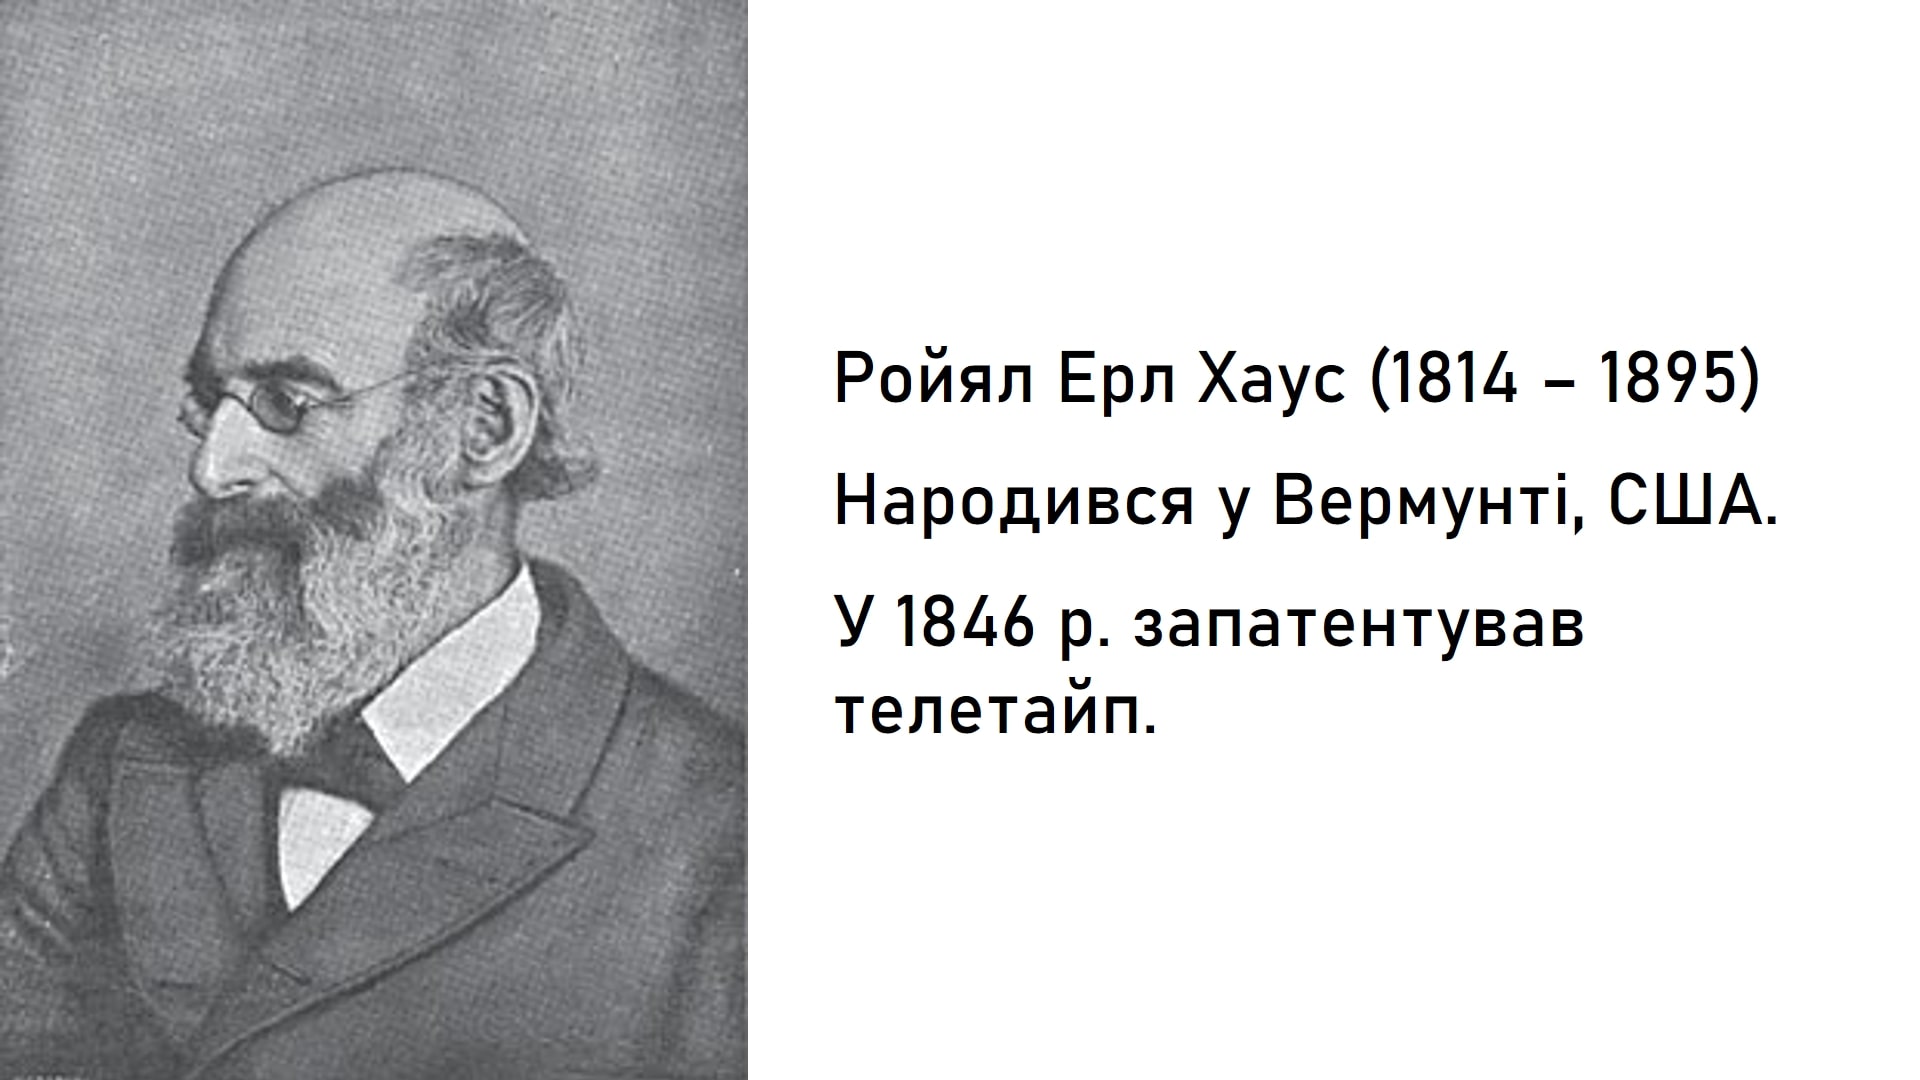 Ройял Ерл Хаус (1814 – 1895)
Народився у Вермунті, США.
У 1846 р. запатентував
телетайп.